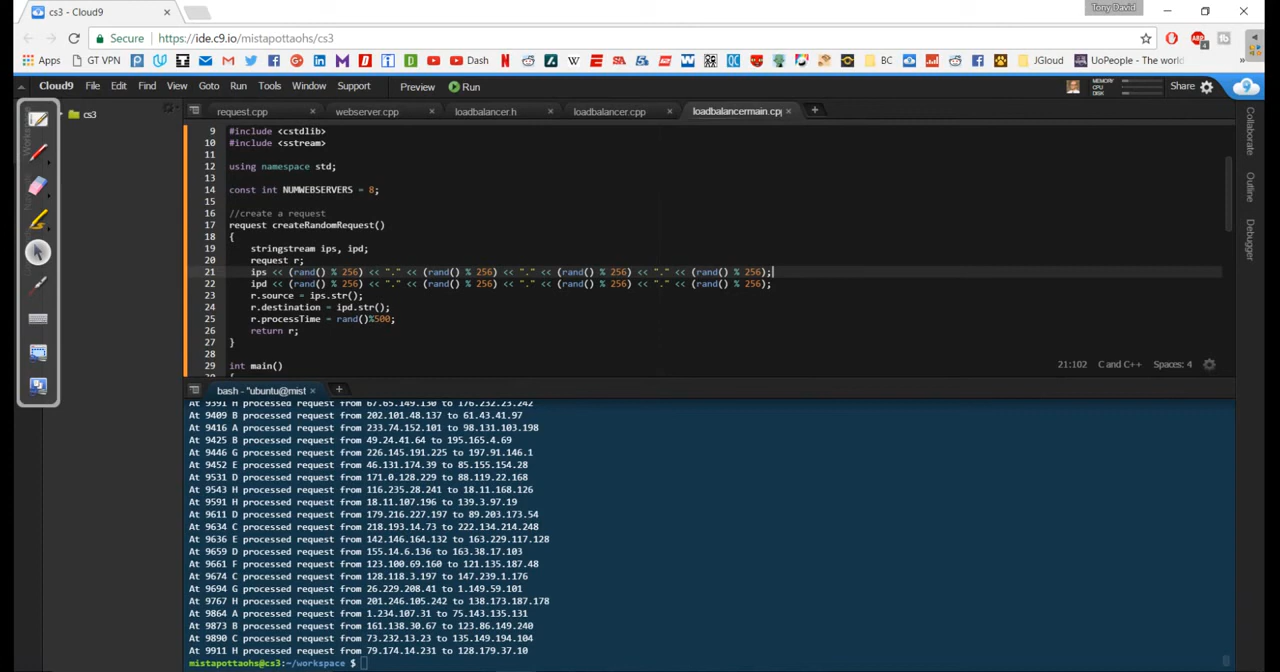 cs3 - Cloud9
Tony David
Secure https://ide.c9.io/mistapottaohs/cs3
Apps GT VPN Dash BC JGloud UoPeople - The world
Cloud9 File Edit Find View Goto Run Tools Window Support Preview Run MEMORY CPU DISK Share
cs3
request.cpp webserver.cpp loadbalancer.h loadbalancer.cpp loadbalancermain.cpp
9 #include <cstdlib>
10 #include <sstream>
11
12 using namespace std;
13
14 const int NUMWEBSERVERS = 8;
15
16 //create a request
17 request createRandomRequest()
18 {
19 stringstream ips, ipd;
20 request r;
21 ips << (rand() % 256) << "." << (rand() % 256) << "." << (rand() % 256) << "." << (rand() % 256);
22 ipd << (rand() % 256) << "." << (rand() % 256) << "." << (rand() % 256) << "." << (rand() % 256);
23 r.source = ips.str();
24 r.destination = ipd.str();
25 r.processTime = rand()%500;
26 return r;
27 }
28
29 int main()
21:102 C and C++ Spaces: 4
Outline
Debugger
bash - "ubuntu@mist
At 9391 H processed request from 67.65.149.130 to 176.232.23.242
At 9409 B processed request from 202.101.48.137 to 61.43.41.97
At 9416 A processed request from 233.74.152.101 to 98.131.103.198
At 9425 B processed request from 49.24.41.64 to 195.165.4.69
At 9446 G processed request from 226.145.191.225 to 197.91.146.1
At 9452 E processed request from 46.131.174.39 to 85.155.154.28
At 9531 D processed request from 171.0.128.229 to 88.119.22.168
At 9543 H processed request from 116.235.28.241 to 18.11.168.126
At 9591 H processed request from 18.11.107.196 to 139.3.97.19
At 9611 D processed request from 179.216.227.197 to 89.203.173.54
At 9634 C processed request from 218.193.14.73 to 222.134.214.248
At 9636 E processed request from 142.146.164.132 to 163.229.117.128
At 9659 D processed request from 155.14.6.136 to 163.38.17.103
At 9661 F processed request from 123.100.69.160 to 121.135.187.48
At 9674 C processed request from 128.118.3.197 to 147.239.1.176
At 9694 G processed request from 26.229.208.41 to 1.149.59.101
At 9767 H processed request from 201.246.105.242 to 138.173.187.178
At 9864 A processed request from 1.234.107.31 to 75.143.135.131
At 9873 B processed request from 161.138.30.67 to 123.86.149.240
At 9890 C processed request from 73.232.13.23 to 135.149.194.104
At 9911 H processed request from 79.174.14.231 to 128.179.37.10
mistapottaohs@cs3:~/workspace $